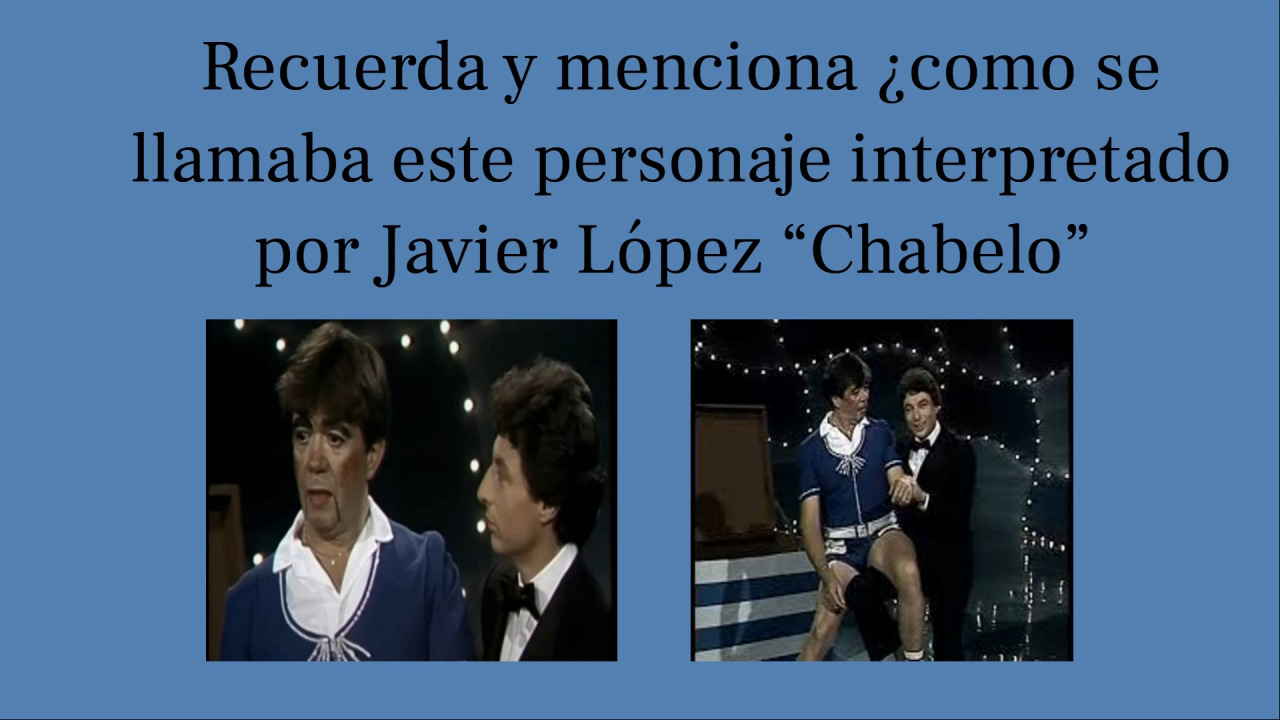 Recuerda y menciona ¿como se
llamaba este personaje interpretado
por Javier López “Chabelo”